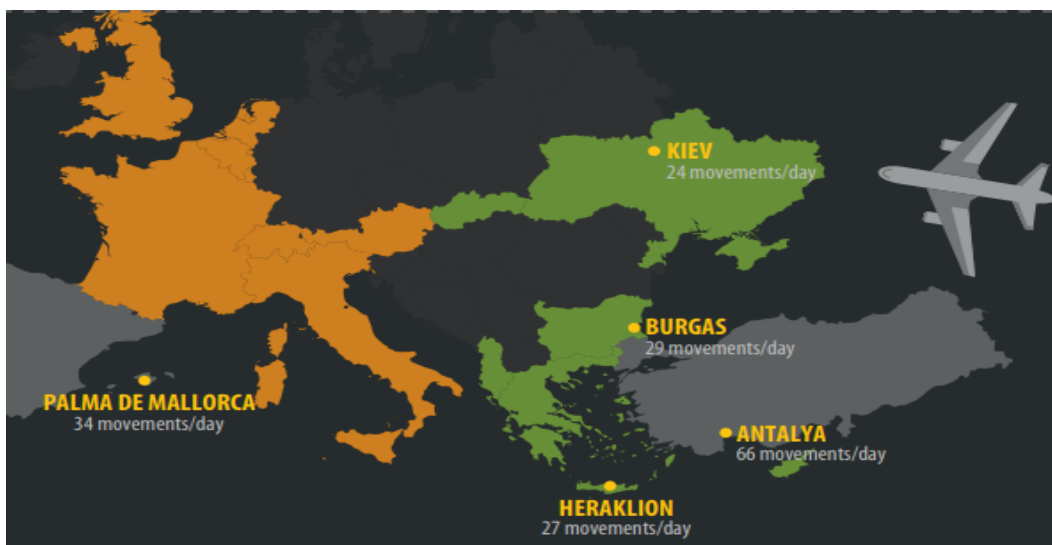 KIEV
24 movements/day
BURGAS
29 movements/day
PALMA DE MALLORCA
34 movements/day
ANTALYA
66 movements/day
HERAKLION
27 movements/day